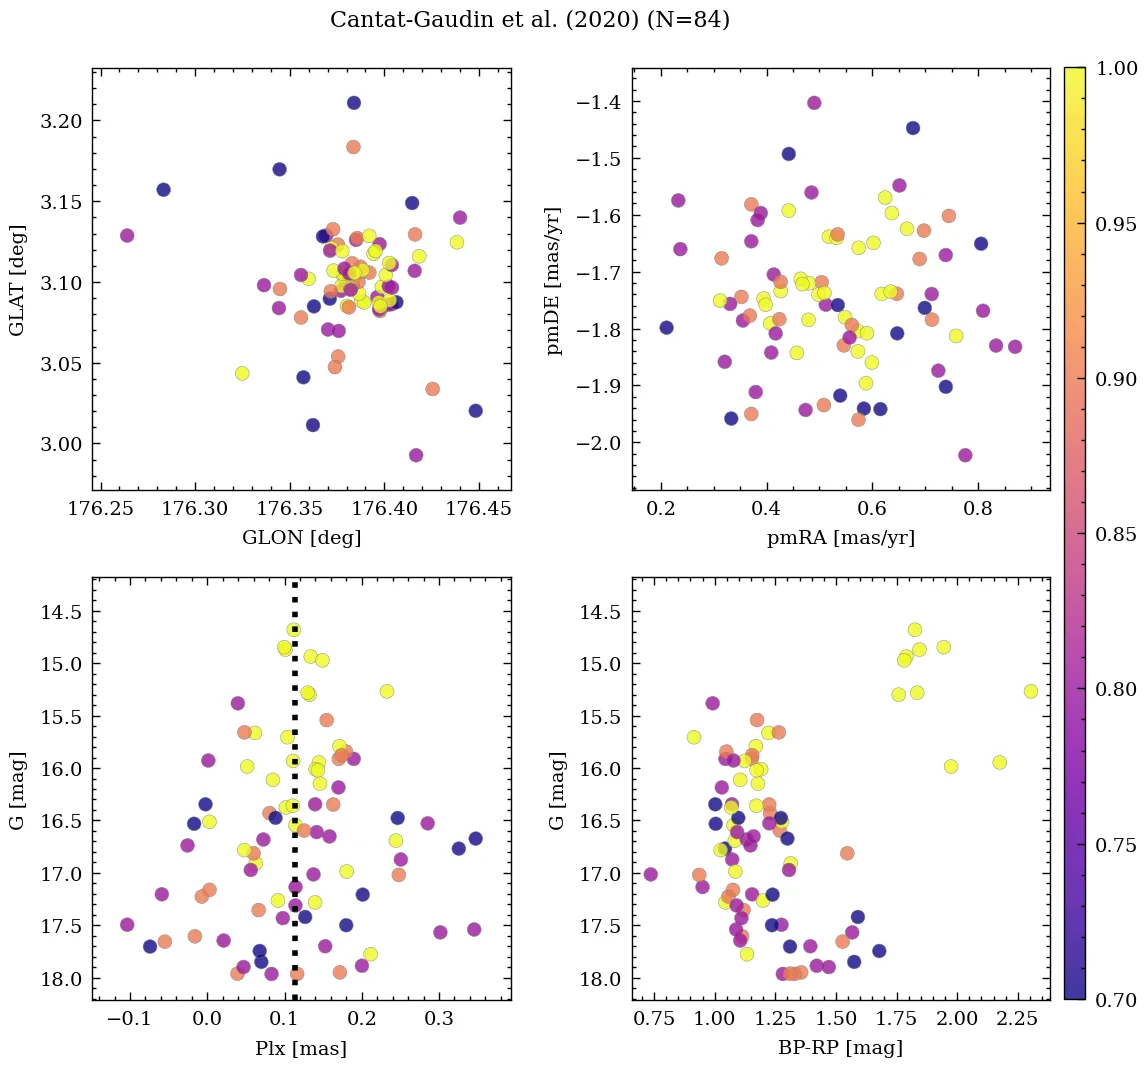 Cantat-Gaudin et al. (2020) (N=84)
3.20
3.15
3.10
3.05
3.00
GLAT [deg]
176.25 176.30 176.35 176.40 176.45
GLON [deg]
−1.4
−1.5
−1.6
−1.7
−1.8
−1.9
−2.0
pmDE [mas/yr]
0.2 0.4 0.6 0.8
pmRA [mas/yr]
14.5
15.0
15.5
16.0
16.5
17.0
17.5
18.0
G [mag]
−0.1 0.0 0.1 0.2 0.3
Plx [mas]
14.5
15.0
15.5
16.0
16.5
17.0
17.5
18.0
G [mag]
0.75 1.00 1.25 1.50 1.75 2.00 2.25
BP-RP [mag]
1.00
0.95
0.90
0.85
0.80
0.75
0.70